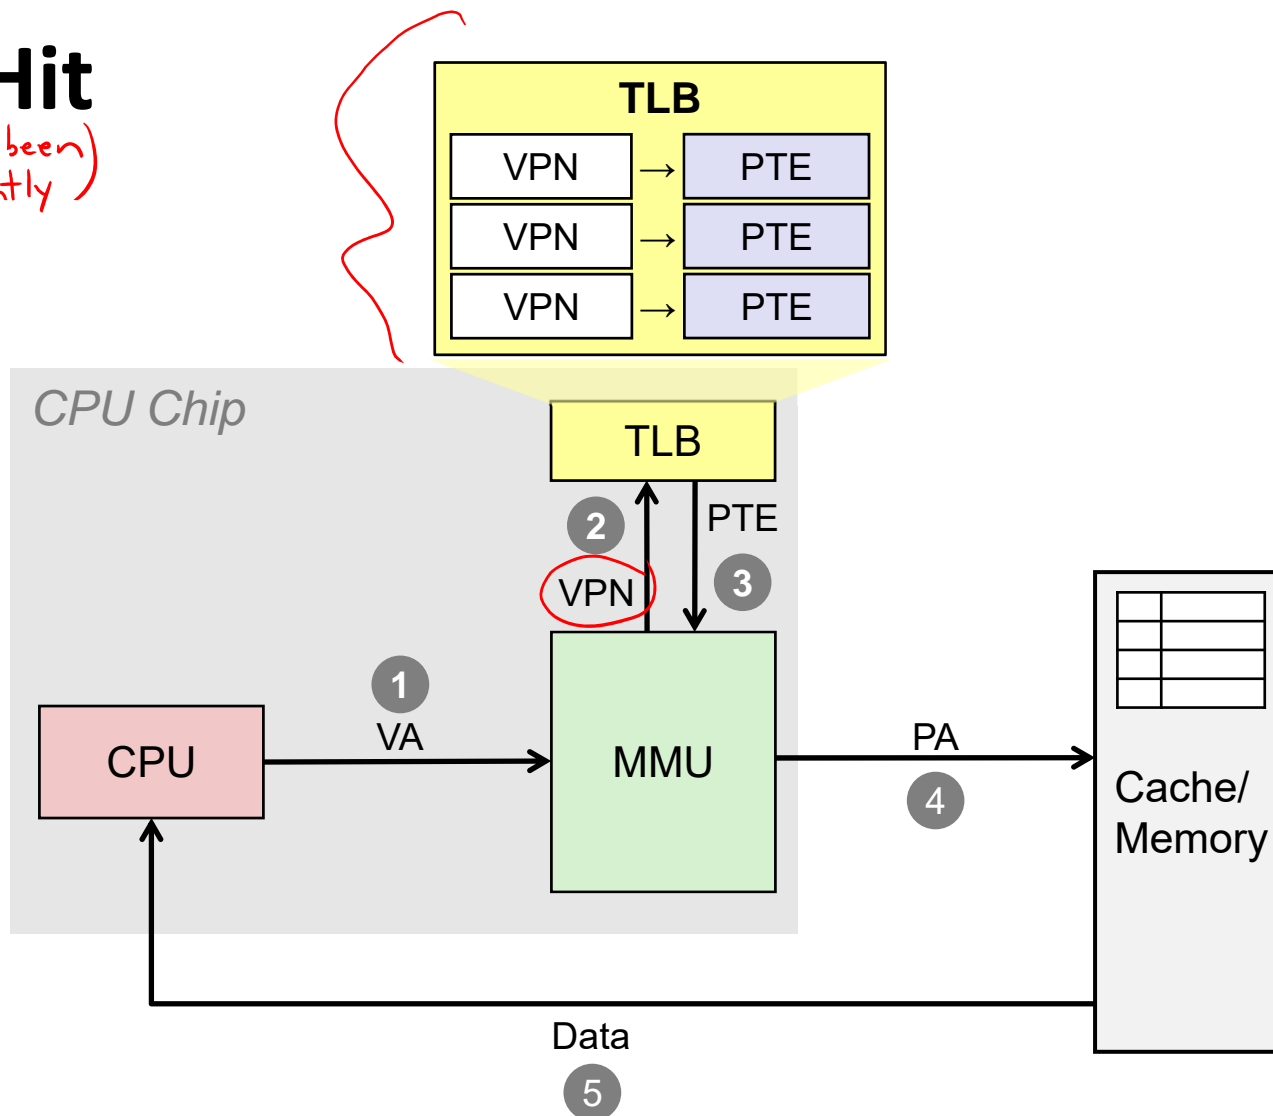 Hit
been)
ntly
TLB
VPN → PTE
VPN → PTE
VPN → PTE
CPU Chip
TLB
2
PTE
VPN
3
1
VA
CPU
MMU
PA
4
Cache/
Memory
Data
5